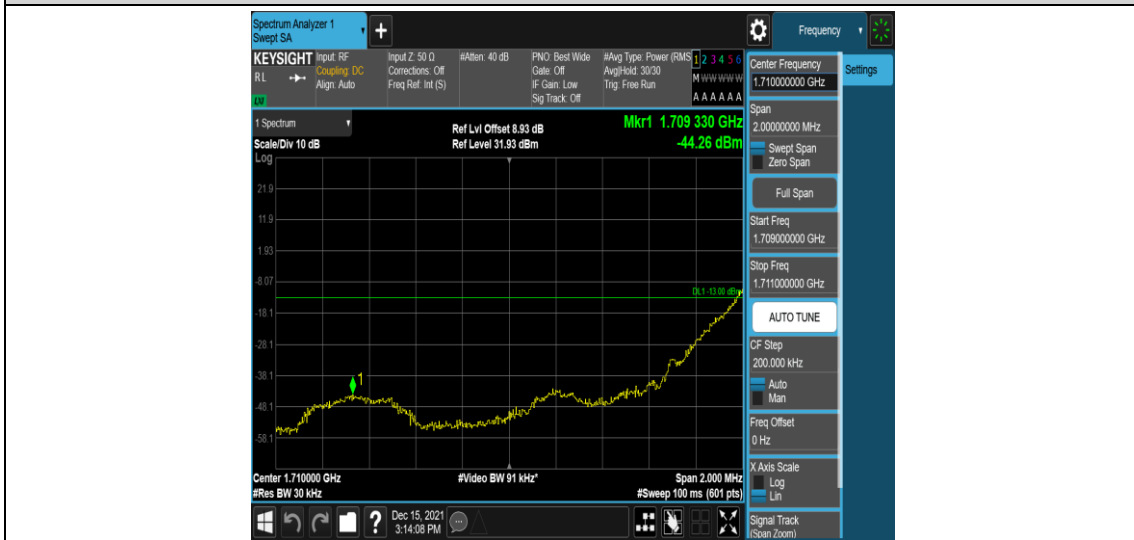 Spectrum Analyzer 1
Swept SA
+
Frequency
KEYSIGHT
Input: RF
Coupling: DC
Align: Auto
Input Z: 50 Ω
Corrections: Off
Freq Ref: Int (S)
#Atten: 40 dB
PNO: Best Wide
Gate: Off
IF Gain: Low
Sig Track: Off
#Avg Type: Power (RMS
Avg|Hold: 30/30
Trig: Free Run
1 2 3 4 5 6
M W W W W W
A A A A A A
RL
Center Frequency
1.710000000 GHz
Settings
Span
2.00000000 MHz
Swept Span
Zero Span
Full Span
Start Freq
1.709000000 GHz
Stop Freq
1.711000000 GHz
AUTO TUNE
CF Step
200.000 kHz
Auto
Man
Freq Offset
0 Hz
X Axis Scale
Log
Lin
Signal Track
(Span Zoom)
1 Spectrum
Scale/Div 10 dB
Log
Ref Lvl Offset 8.93 dB
Ref Level 31.93 dBm
Mkr1 1.709 330 GHz
-44.26 dBm
21.9
11.9
1.93
-8.07
DL1 -13.00 dBm
-18.1
-28.1
-38.1
1
-48.1
-58.1
Center 1.710000 GHz
#Video BW 91 kHz*
Span 2.000 MHz
#Res BW 30 kHz
#Sweep 100 ms (601 pts)
?
Dec 15, 2021
3:14:08 PM